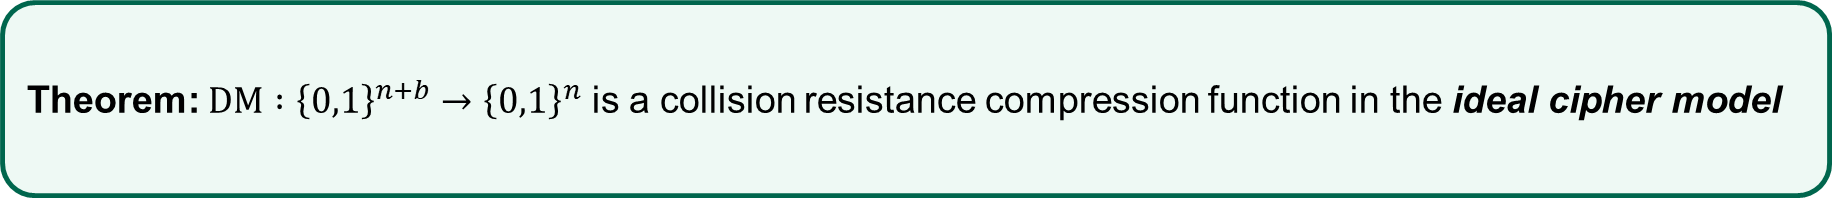 Theorem: DM : {0,1}ⁿ⁺ᵇ → {0,1}ⁿ is a collision resistance compression function in the ideal cipher model